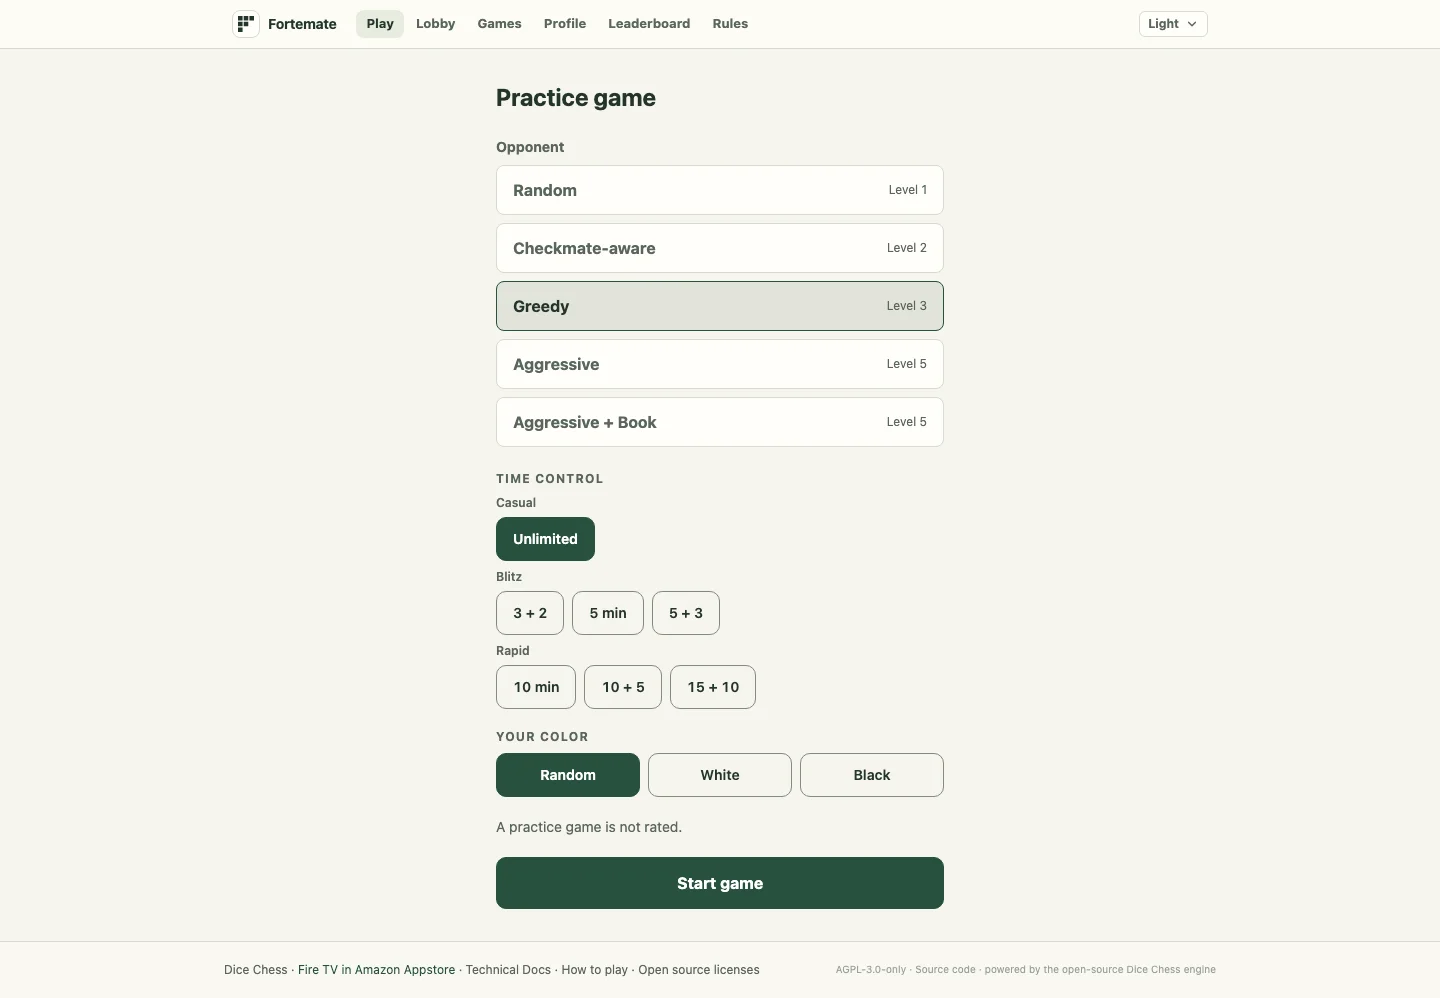 Fortemate Play Lobby Games Profile Leaderboard Rules Light
Practice game
Opponent
Random Level 1
Checkmate-aware Level 2
Greedy Level 3
Aggressive Level 5
Aggressive + Book Level 5
TIME CONTROL
Casual
Unlimited
Blitz
3 + 2 5 min 5 + 3
Rapid
10 min 10 + 5 15 + 10
YOUR COLOR
Random White Black
A practice game is not rated.
Start game
Dice Chess · Fire TV in Amazon Appstore · Technical Docs · How to play · Open source licenses AGPL-3.0-only · Source code · powered by the open-source Dice Chess engine